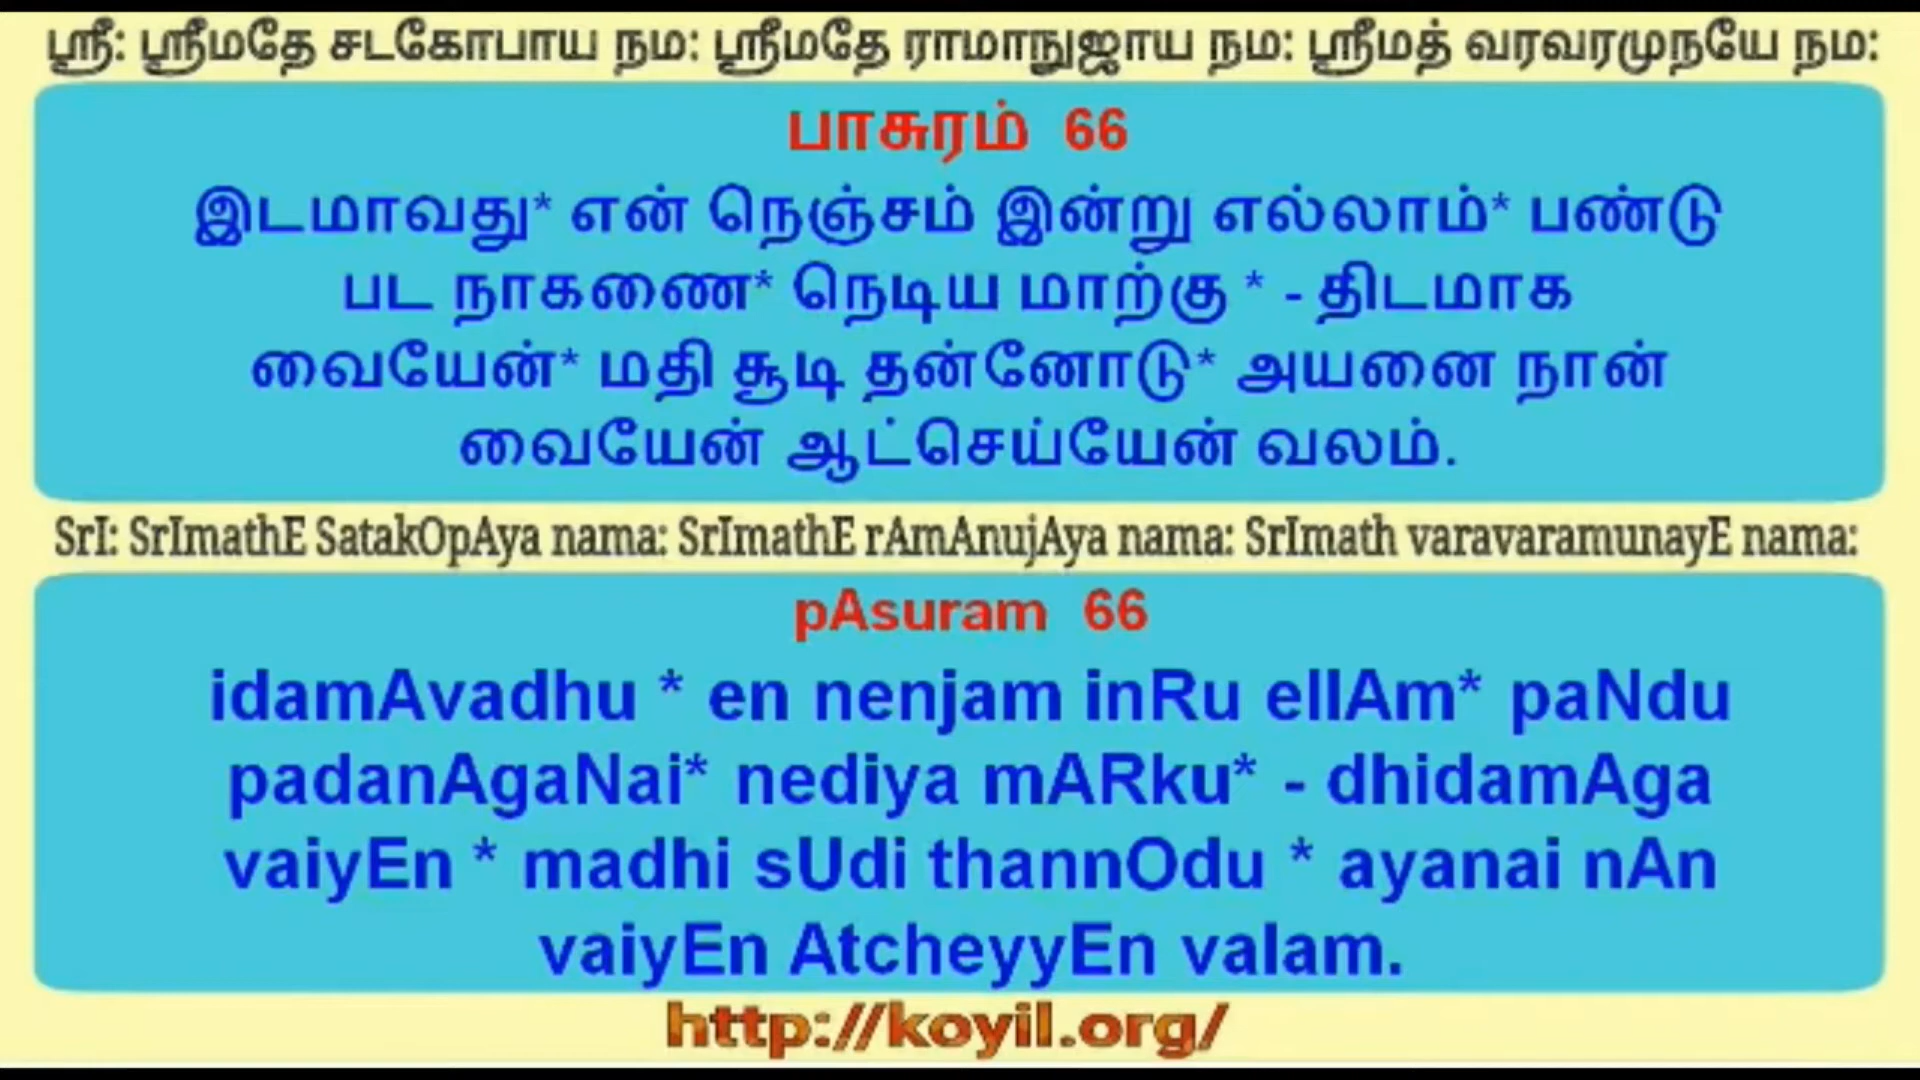 ஸ்ரீ: ஸ்ரீமதே சடகோபாய நம: ஸ்ரீமதே ராமாநுஜாய நம: ஸ்ரீமத் வரவரமுநயே நம:
பாசுரம் 66
இடமாவது* என் நெஞ்சம் இன்று எல்லாம்* பண்டு
பட நாகணை* நெடிய மாற்கு * - திடமாக
வையேன்* மதி சூடி தன்னோடு* அயனை நான்
வையேன் ஆட்செய்யேன் வலம்.
SrI: SrImathE SatakOpAya nama: SrImathE rAmAnujAya nama: SrImath varavaramunayE nama:
pAsuram 66
idamAvadhu * en nenjam inRu ellAm* paNdu
padanAgaNai* nediya mARku* - dhidamAga
vaiyEn * madhi sUdi thannOdu * ayanai nAn
vaiyEn AtcheyyEn valam.
http://koyil.org/